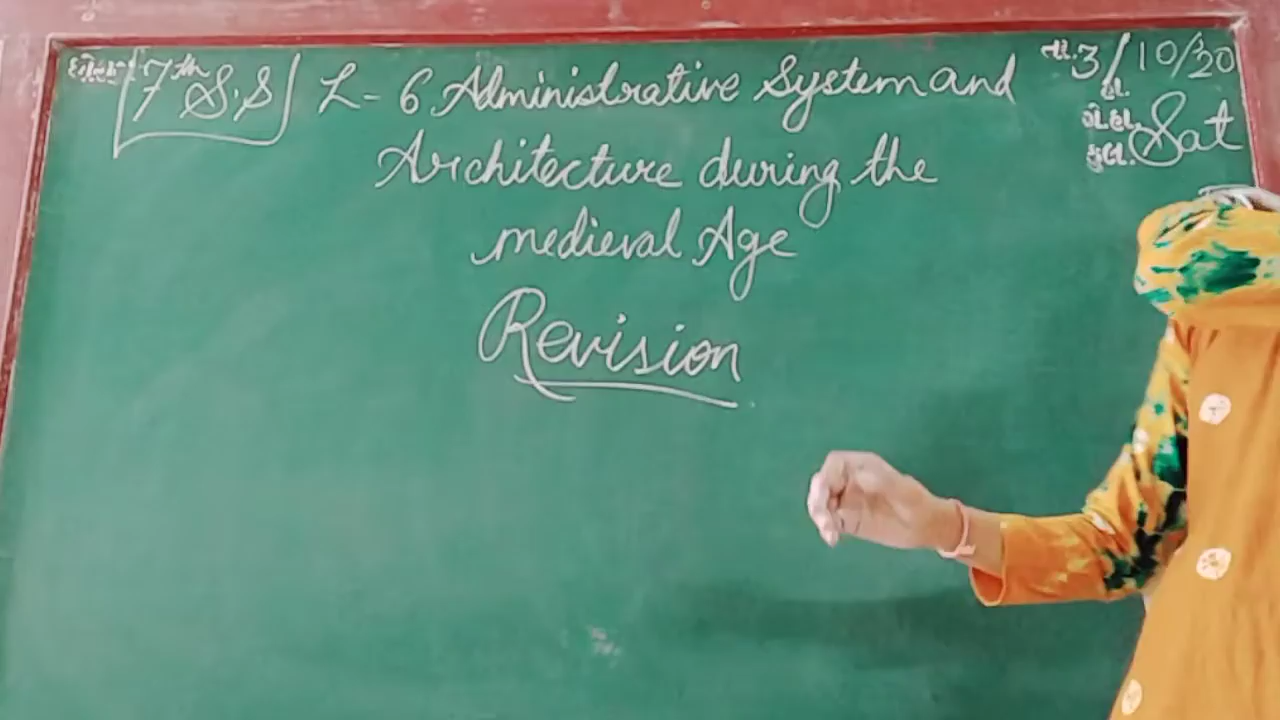 7th S.S L- 6 Administrative System and
Architecture during the
medieval Age
Revision
તા. 3/10/20
Sat